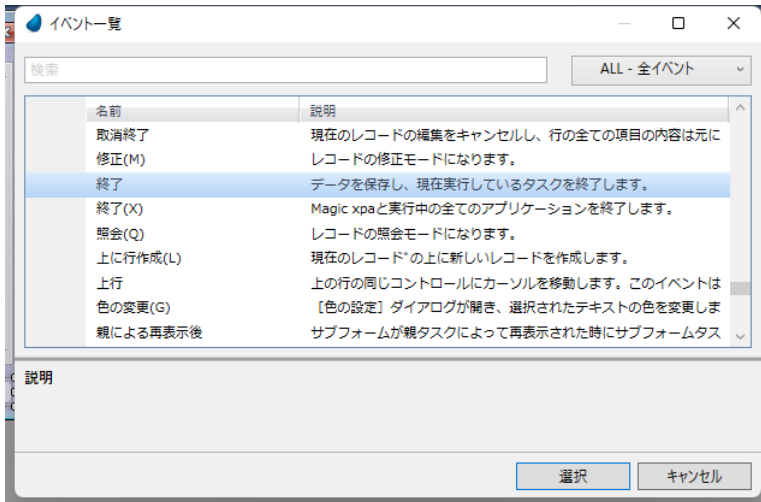 イベント一覧
検索
ALL - 全イベント
名前 説明
取消終了 現在のレコードの編集をキャンセルし、行の全ての項目の内容は元に
修正(M) レコードの修正モードになります。
終了 データを保存し、現在実行しているタスクを終了します。
終了(X) Magic xpaと実行中の全てのアプリケーションを終了します。
照会(Q) レコードの照会モードになります。
上に行作成(L) 現在のレコード゛の上に新しいレコードを作成します。
上行 上の行の同じコントロールにカーソルを移動します。このイベントは
色の変更(G) [色の設定] ダイアログが開き、選択されたテキストの色を変更しま
親による再表示後 サブフォームが親タスクによって再表示された時にサブフォームタス
説明
選択 キャンセル